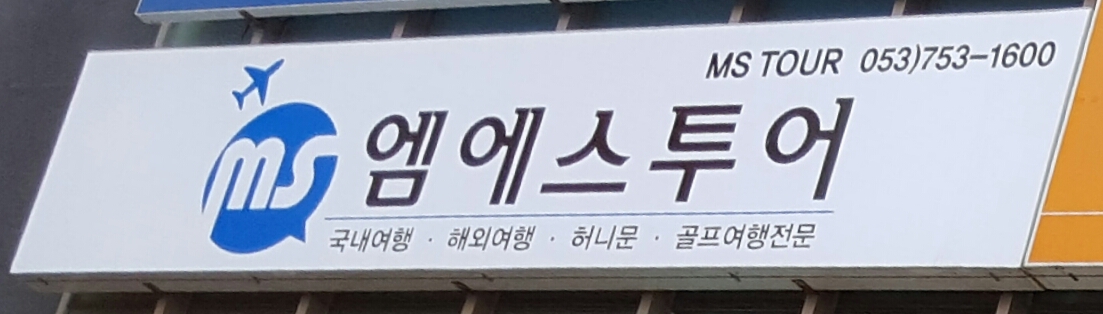 MS TOUR 053)753-1600
ms 엠에스투어
국내여행 · 해외여행 · 허니문 · 골프여행전문